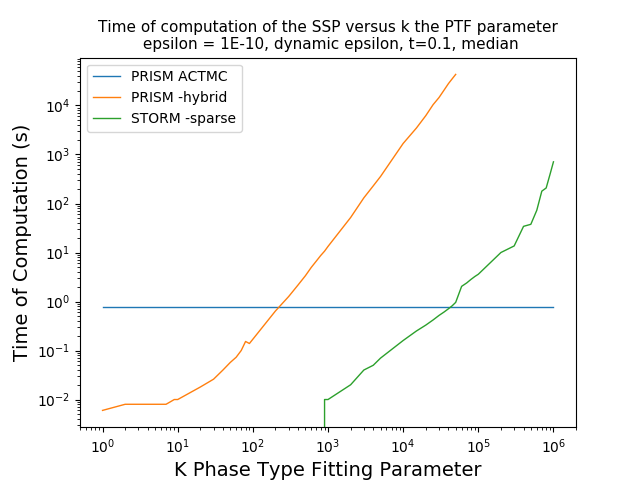 Time of computation of the SSP versus k the PTF parameter
epsilon = 1E-10, dynamic epsilon, t=0.1, median
PRISM ACTMC
PRISM -hybrid
STORM -sparse
Time of Computation (s)
10^4
10^3
10^2
10^1
10^0
10^-1
10^-2
10^0 10^1 10^2 10^3 10^4 10^5 10^6
K Phase Type Fitting Parameter